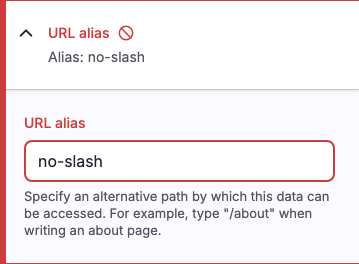 URL alias
Alias: no-slash
URL alias
no-slash
Specify an alternative path by which this data can
be accessed. For example, type "/about" when
writing an about page.